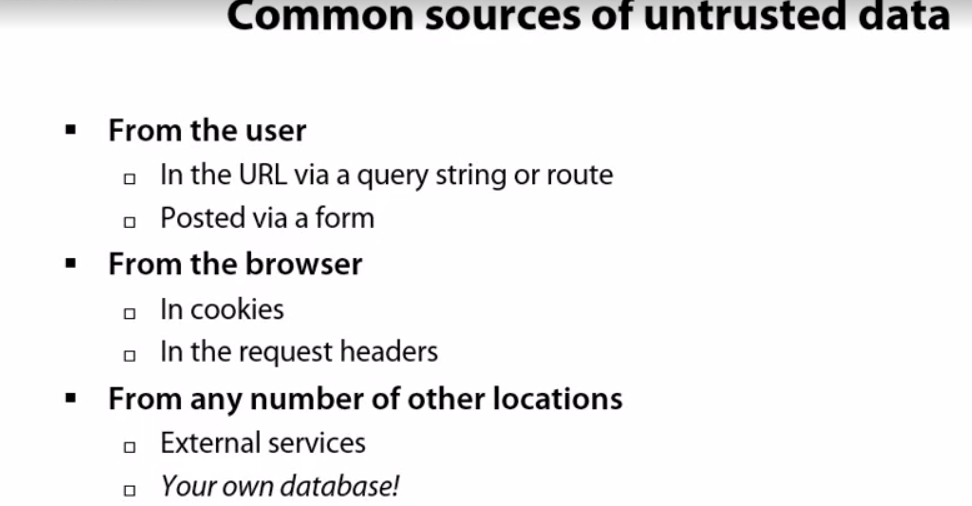 Common sources of untrusted data
▪ From the user
▫ In the URL via a query string or route
▫ Posted via a form
▪ From the browser
▫ In cookies
▫ In the request headers
▪ From any number of other locations
▫ External services
▫ Your own database!